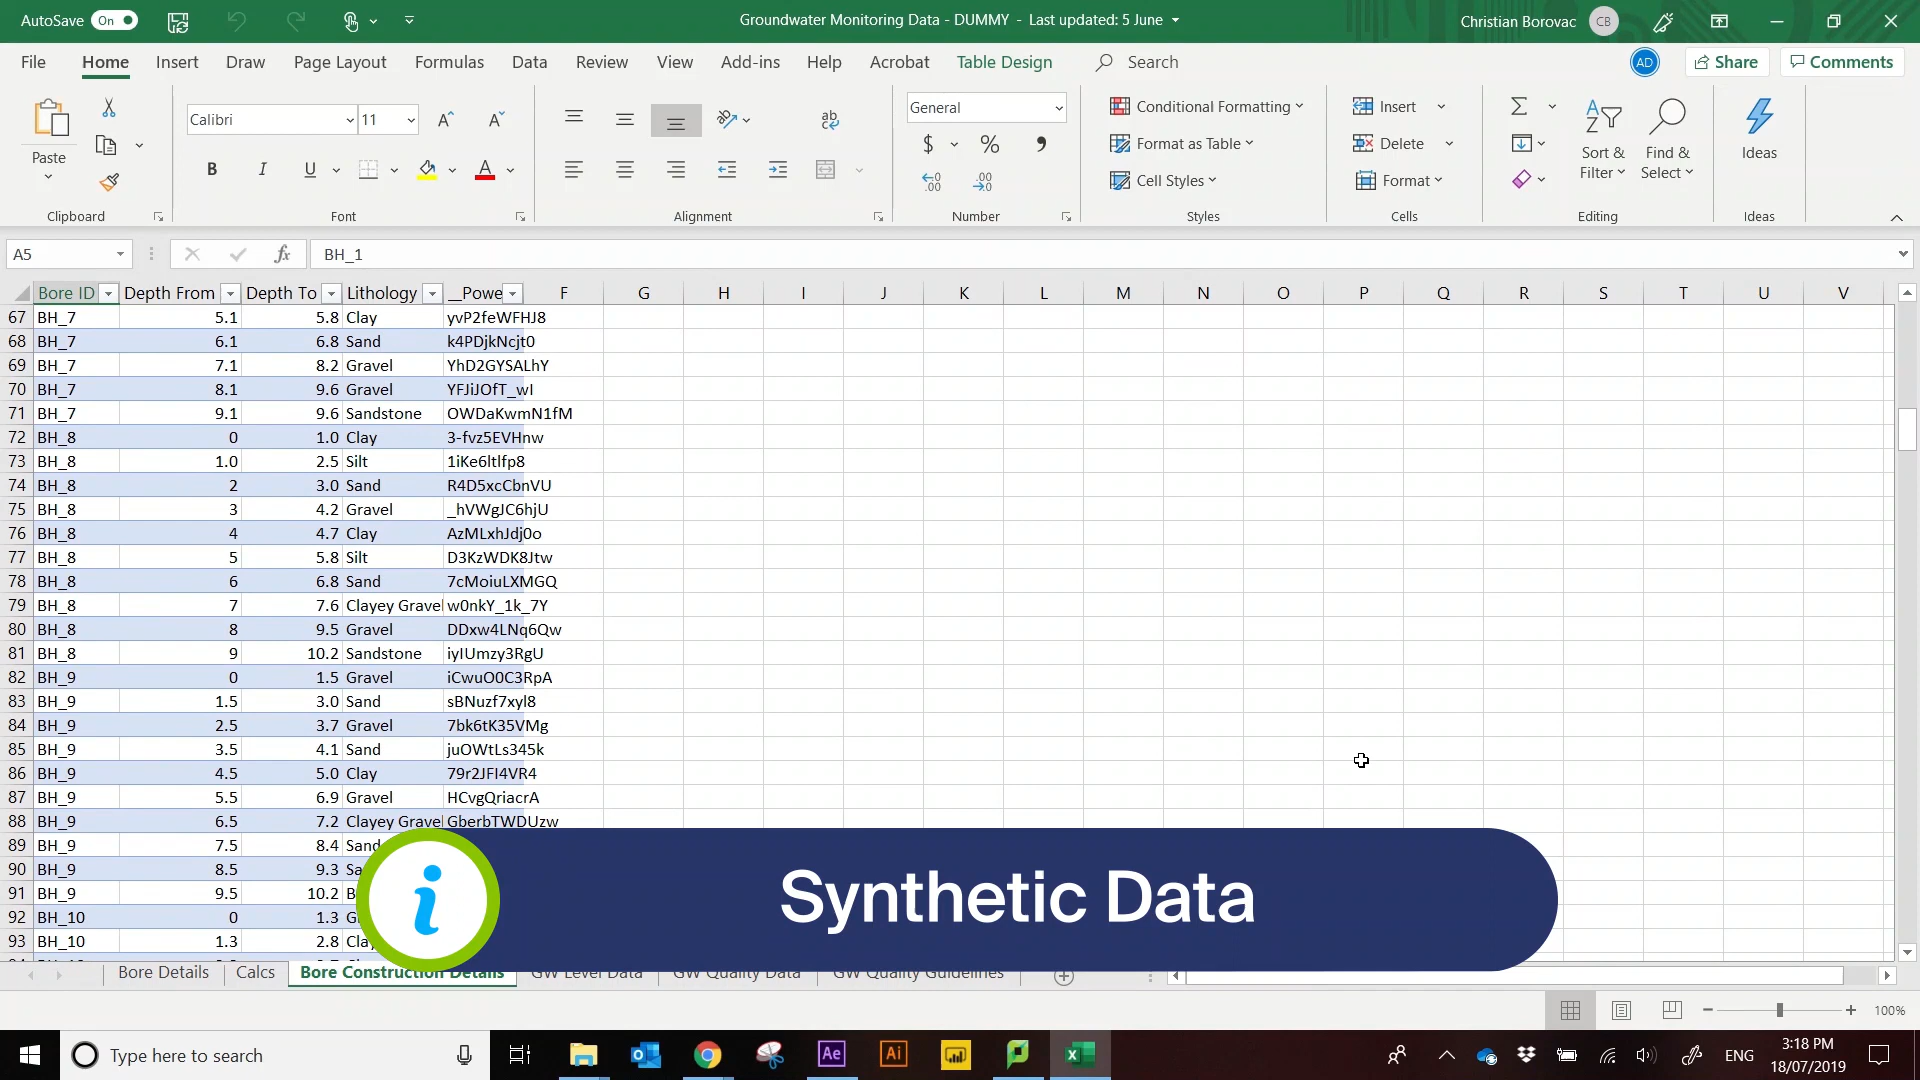 AutoSave On Groundwater Monitoring Data - DUMMY - Last updated: 5 June Christian Borovac CB
File Home Insert Draw Page Layout Formulas Data Review View Add-ins Help Acrobat Table Design Search AD Share Comments
Paste Calibri 11 General Conditional Formatting Insert
B I U A $ % Format as Table Delete Sort & Filter Find & Select Ideas
Cell Styles Format
Clipboard Font Alignment Number Styles Cells Editing Ideas
A5 fx BH_1
Bore ID Depth From Depth To Lithology __Powe F G H I J K L M N O P Q R S T U V
67 BH_7 5.1 5.8 Clay yvP2feWFHJ8
68 BH_7 6.1 6.8 Sand k4PDjkNcjt0
69 BH_7 7.1 8.2 Gravel YhD2GYSALhY
70 BH_7 8.1 9.6 Gravel YFJiJOfT_wI
71 BH_7 9.1 9.6 Sandstone OWDaKwmN1fM
72 BH_8 0 1.0 Clay 3-fvz5EVHnw
73 BH_8 1.0 2.5 Silt 1iKe6ltlfp8
74 BH_8 2 3.0 Sand R4D5xcCbnVU
75 BH_8 3 4.2 Gravel _hVWgJC6hjU
76 BH_8 4 4.7 Clay AzMLxhJdj0o
77 BH_8 5 5.8 Silt D3KzWDK8Jtw
78 BH_8 6 6.8 Sand 7cMoiuLXMGQ
79 BH_8 7 7.6 Clayey Gravel w0nkY_1k_7Y
80 BH_8 8 9.5 Gravel DDxw4LNq6Qw
81 BH_8 9 10.2 Sandstone iyIUmzy3RgU
82 BH_9 0 1.5 Gravel iCwuO0C3RpA
83 BH_9 1.5 3.0 Sand sBNuzf7xyl8
84 BH_9 2.5 3.7 Gravel 7bk6tK35VMg
85 BH_9 3.5 4.1 Sand juOWtLs345k
86 BH_9 4.5 5.0 Clay 79r2JFI4VR4
87 BH_9 5.5 6.9 Gravel HCvgQriacrA
88 BH_9 6.5 7.2 Clayey Gravel GberbTWDUzw
89 BH_9 7.5 8.4 Sand
90 BH_9 8.5 9.3 Sa
91 BH_9 9.5 10.2 B
92 BH_10 0 1.3 G
93 BH_10 1.3 2.8 Clay
i Synthetic Data
Bore Details Calcs Bore Construction Details GW Level Data GW Quality Data GW Quality Guidelines
100%
Type here to search Ae Ai ENG 3:18 PM
18/07/2019